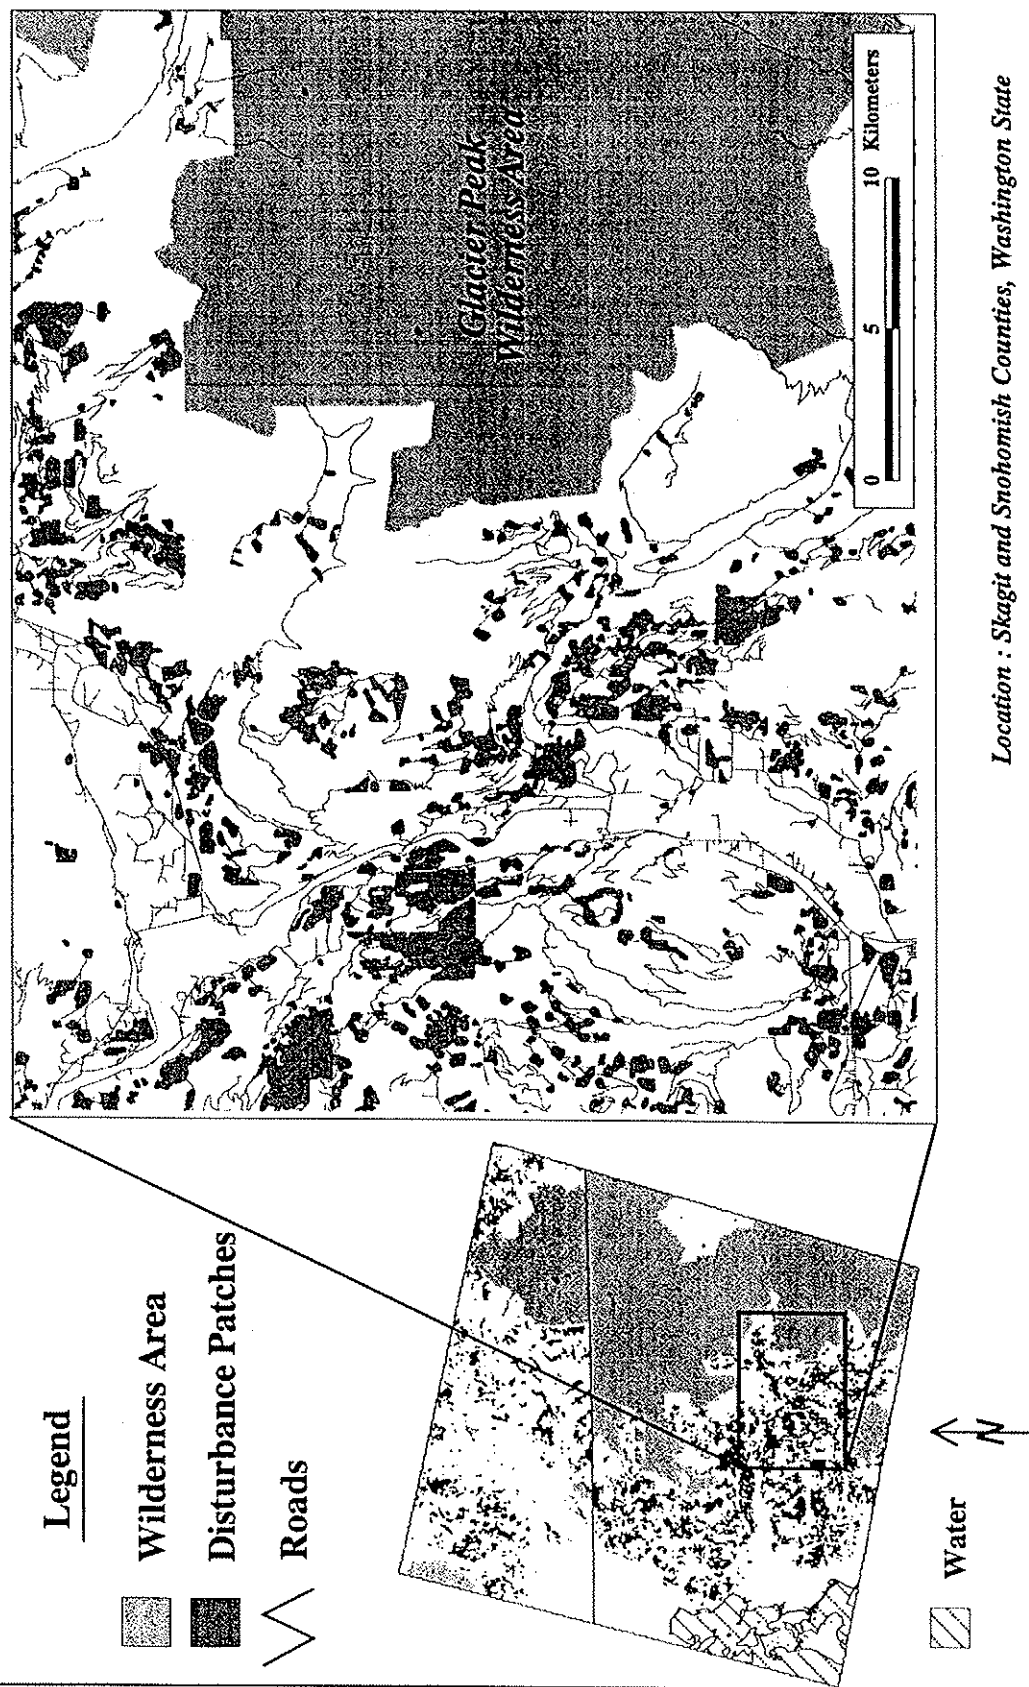 Legend
Wilderness Area
Disturbance Patches
Roads
Water
N
Glacier Peak
Wilderness Area
0 5 10 Kilometers
Location : Skagit and Snohomish Counties, Washington State